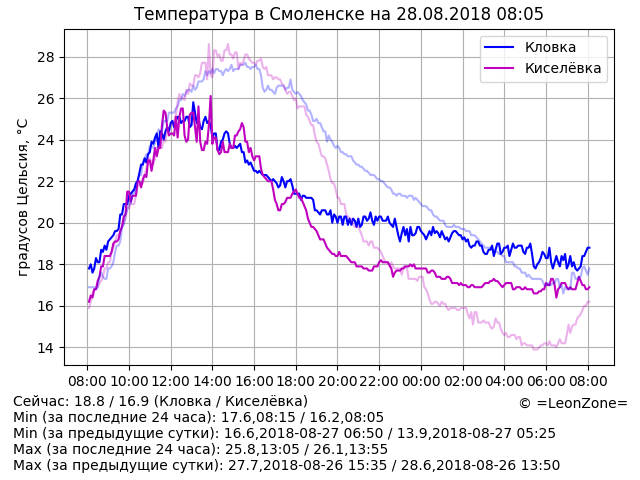 Температура в Смоленске на 28.08.2018 08:05
Кловка
Киселёвка
градусов Цельсия, °C
28
26
24
22
20
18
16
14
08:00 10:00 12:00 14:00 16:00 18:00 20:00 22:00 00:00 02:00 04:00 06:00 08:00
Сейчас: 18.8 / 16.9 (Кловка / Киселёвка)
© =LeonZone=
Min (за последние 24 часа): 17.6,08:15 / 16.2,08:05
Min (за предыдущие сутки): 16.6,2018-08-27 06:50 / 13.9,2018-08-27 05:25
Max (за последние 24 часа): 25.8,13:05 / 26.1,13:55
Max (за предыдущие сутки): 27.7,2018-08-26 15:35 / 28.6,2018-08-26 13:50